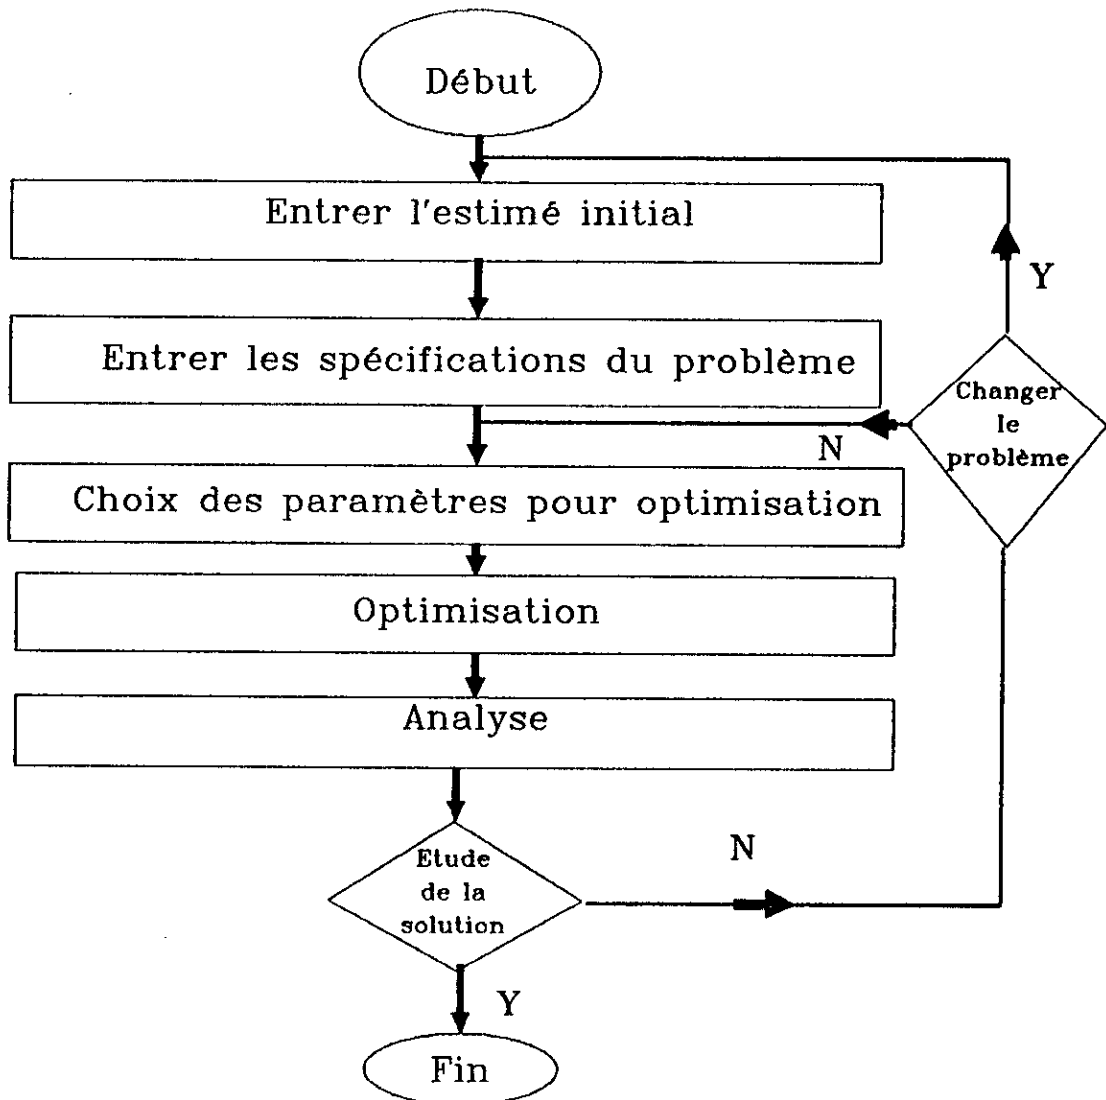 Début
Entrer l'estimé initial
Y
Entrer les spécifications du problème
Changer
le
problème
N
Choix des paramètres pour optimisation
Optimisation
Analyse
Etude
de la
solution
N
Y
Fin